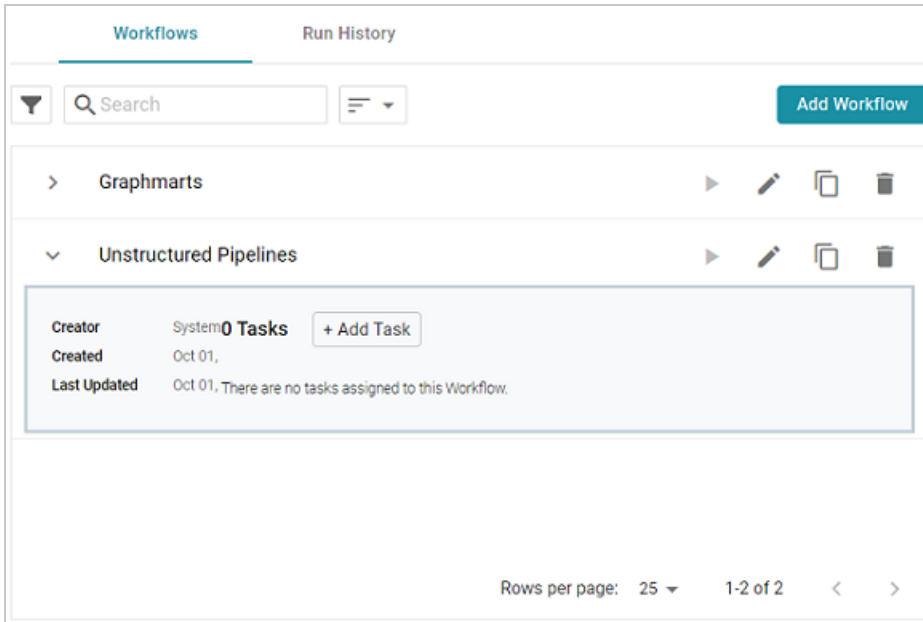 Workflows Run History
Search Add Workflow
Graphmarts
Unstructured Pipelines
Creator System 0 Tasks + Add Task
Created Oct 01,
Last Updated Oct 01, There are no tasks assigned to this Workflow.
Rows per page: 25 1-2 of 2